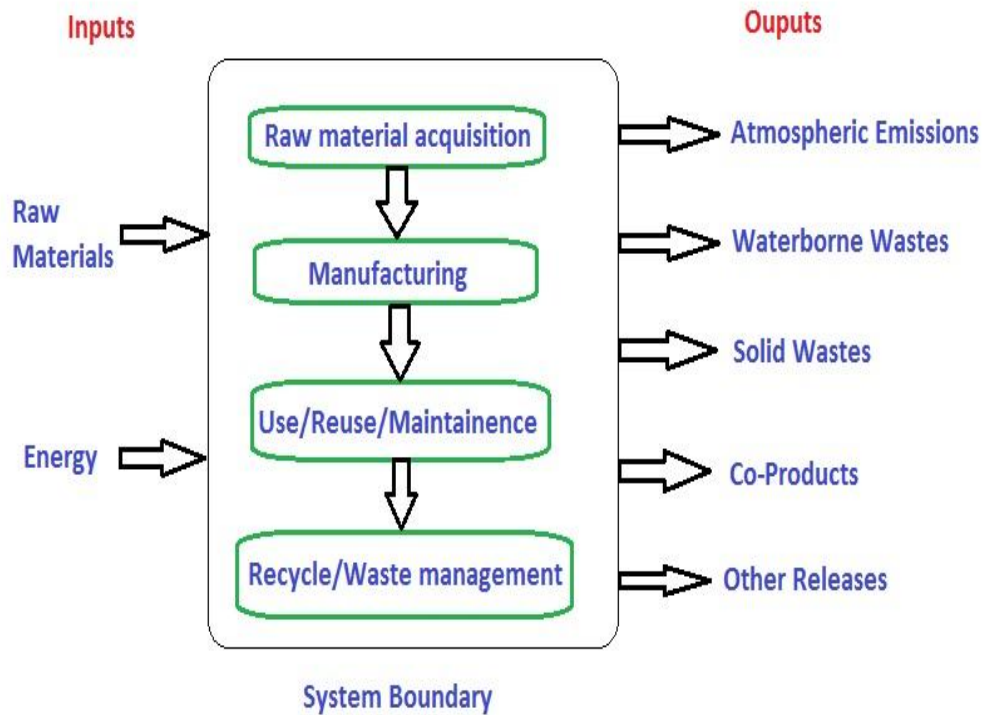 Inputs
Ouputs
Raw material acquisition
Atmospheric Emissions
Raw
Materials
Manufacturing
Waterborne Wastes
Solid Wastes
Use/Reuse/Maintainence
Energy
Co-Products
Recycle/Waste management
Other Releases
System Boundary